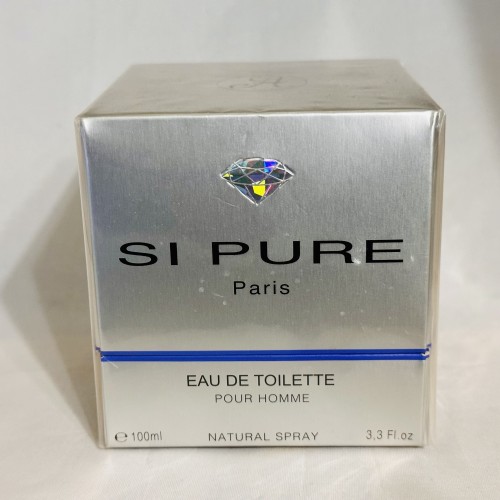 SI PURE
Paris
EAU DE TOILETTE
POUR HOMME
℮ 100ml NATURAL SPRAY 3,3 Fl.oz